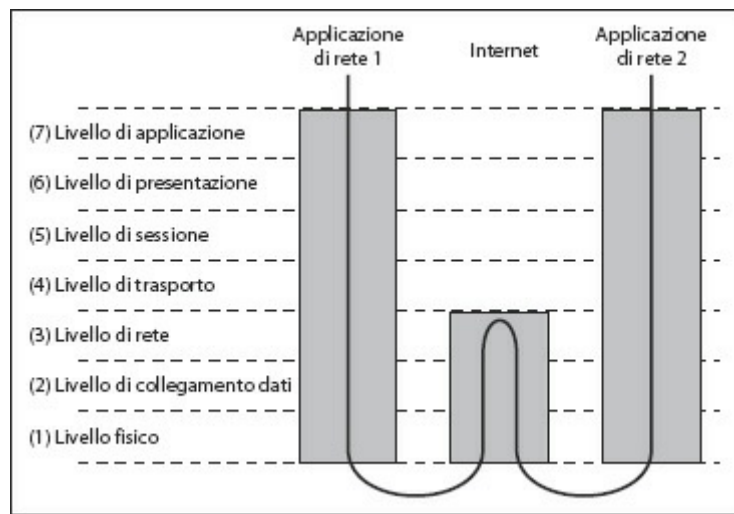 Applicazione
di rete 1
Internet
Applicazione
di rete 2
(7) Livello di applicazione
(6) Livello di presentazione
(5) Livello di sessione
(4) Livello di trasporto
(3) Livello di rete
(2) Livello di collegamento dati
(1) Livello fisico